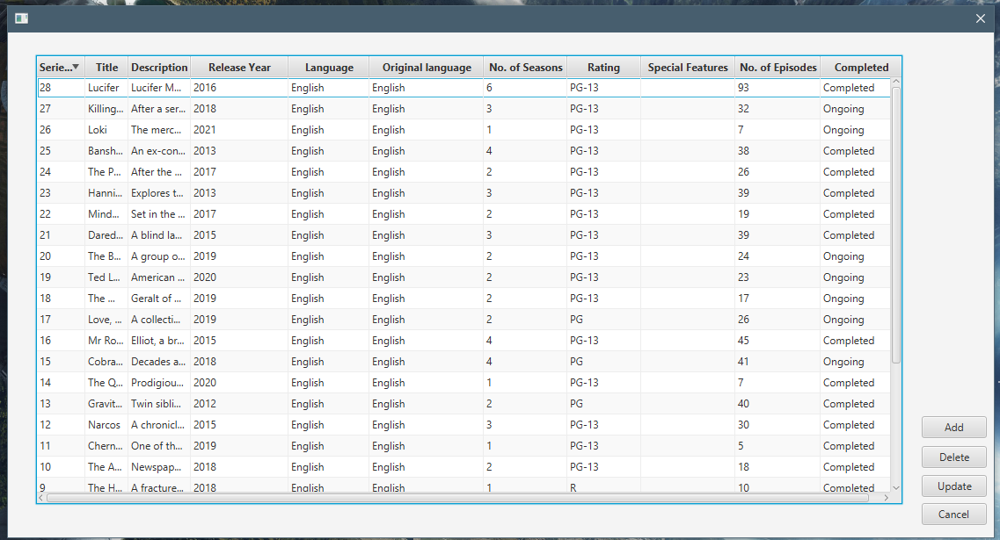 Serie...▼ Title Description Release Year Language Original language No. of Seasons Rating Special Features No. of Episodes Completed
28 Lucifer Lucifer M... 2016 English English 6 PG-13 93 Completed
27 Killing... After a ser... 2018 English English 3 PG-13 32 Ongoing
26 Loki The merc... 2021 English English 1 PG-13 7 Ongoing
25 Bansh... An ex-con... 2013 English English 4 PG-13 38 Completed
24 The P... After the ... 2017 English English 2 PG-13 26 Completed
23 Hanni... Explores t... 2013 English English 3 PG-13 39 Completed
22 Mind... Set in the ... 2017 English English 2 PG-13 19 Completed
21 Dared... A blind la... 2015 English English 3 PG-13 39 Completed
20 The B... A group o... 2019 English English 2 PG-13 24 Ongoing
19 Ted L... American ... 2020 English English 2 PG-13 23 Ongoing
18 The ... Geralt of ... 2019 English English 2 PG-13 17 Ongoing
17 Love, ... A collecti... 2019 English English 2 PG 26 Ongoing
16 Mr Ro... Elliot, a br... 2015 English English 4 PG-13 45 Completed
15 Cobra... Decades a... 2018 English English 4 PG 41 Ongoing
14 The Q... Prodigiou... 2020 English English 1 PG-13 7 Completed
13 Gravit... Twin sibli... 2012 English English 2 PG 40 Completed
12 Narcos A chronicl... 2015 English English 3 PG-13 30 Completed
11 Chern... One of th... 2019 English English 1 PG-13 5 Completed
10 The A... Newspap... 2018 English English 2 PG-13 18 Completed
9 The H... A fracture... 2018 English English 1 R 10 Completed
Add
Delete
Update
Cancel